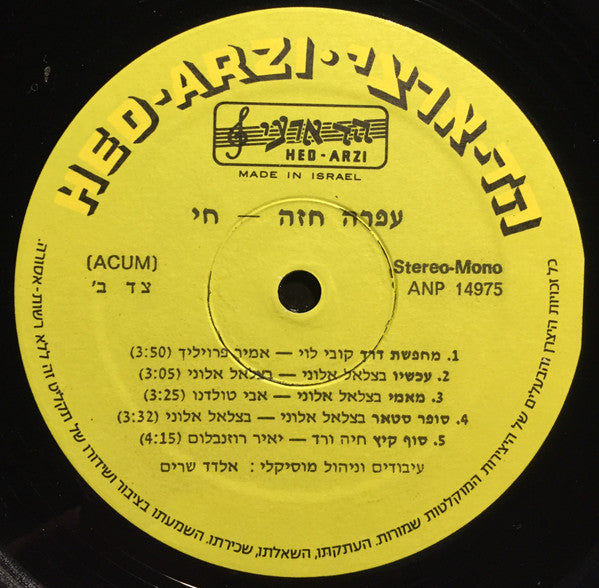 HED-ARZI · הד-ארצי
הד ארצי
HED-ARZI
MADE IN ISRAEL
עפרה חזה — חי
(ACUM)
צד ב'
Stereo-Mono
ANP 14975
1. מחפשת דרך קובי לוי — אמיר פרוילי‌ך (3:50)
2. עכשיו בצלאל אלוני — בצלאל אלוני (3:05)
3. מאמי בצלאל אלוני — אבי טולדנו (3:25)
4. סופר סטאר בצלאל אלוני — בצלאל אלוני (3:32)
5. סוף קיץ חיה ורד — יאיר רוזנבלום (4:15)
עיבודים וניהול מוסיקלי: אלדד שרים
כל זכויות היצרן והבעלים של היצירות המוקלטות שמורות. העתקתו, השאלתו, שכירתו. השמעתו בציבור ושידורו של תקליט זה ללא רשות-אסורה.